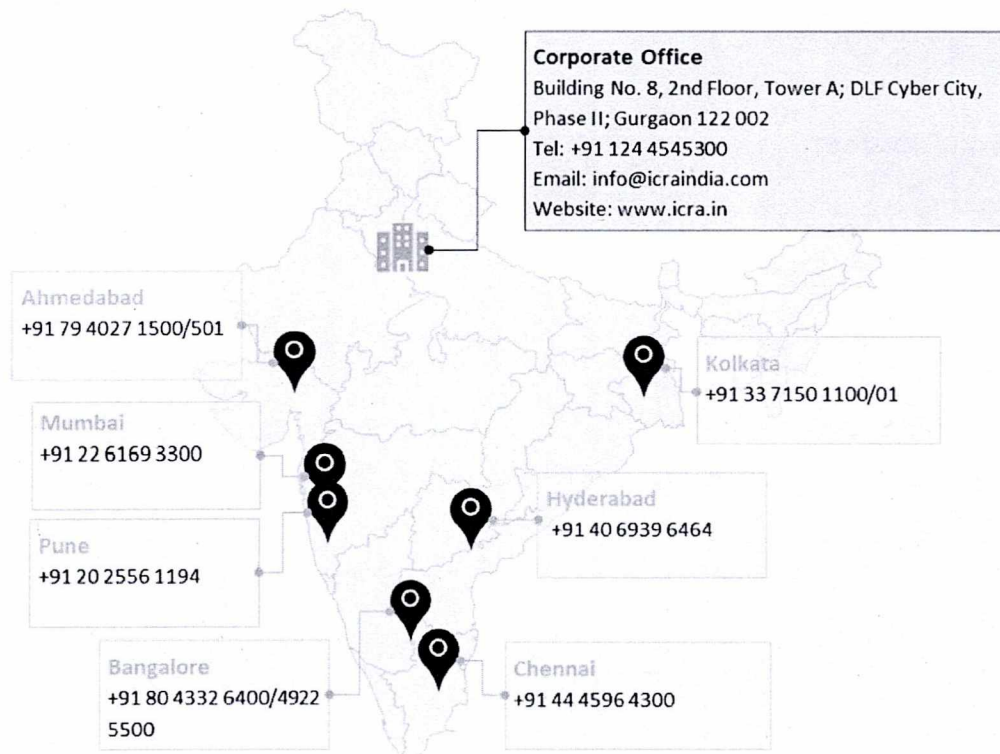 Corporate Office
Building No. 8, 2nd Floor, Tower A; DLF Cyber City,
Phase II; Gurgaon 122 002
Tel: +91 124 4545300
Email: info@icraindia.com
Website: www.icra.in
Ahmedabad
+91 79 4027 1500/501
Kolkata
+91 33 7150 1100/01
Mumbai
+91 22 6169 3300
Hyderabad
+91 40 6939 6464
Pune
+91 20 2556 1194
Bangalore
+91 80 4332 6400/4922
5500
Chennai
+91 44 4596 4300